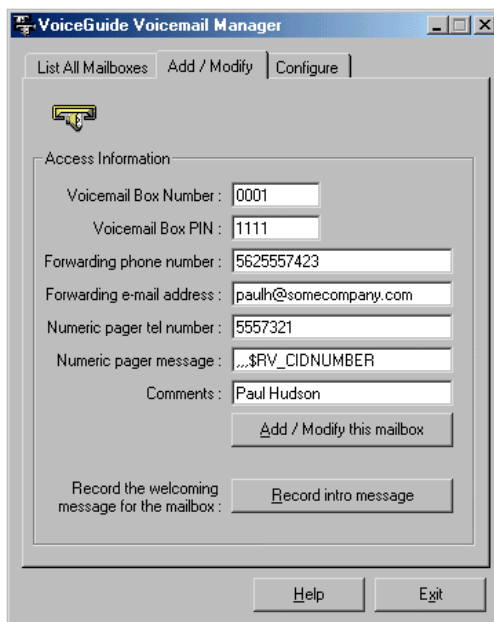 VoiceGuide Voicemail Manager
List All Mailboxes Add / Modify Configure
Access Information
Voicemail Box Number : 0001
Voicemail Box PIN : 1111
Forwarding phone number : 5625557423
Forwarding e-mail address : paulh@somecompany.com
Numeric pager tel number : 5557321
Numeric pager message : ,,,$RV_CIDNUMBER
Comments : Paul Hudson
Add / Modify this mailbox
Record the welcoming
message for the mailbox :
Record intro message
Help Exit